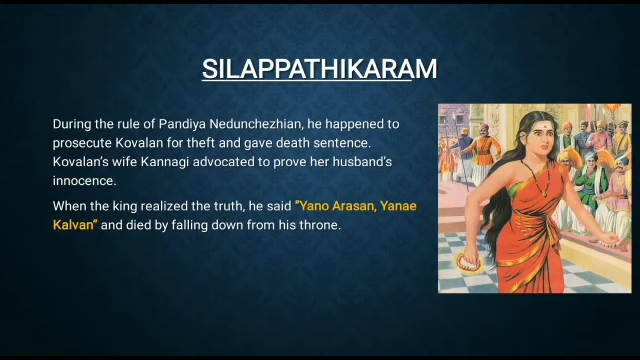 SILAPPATHIKARAM
During the rule of Pandiya Nedunchezhian, he happened to
prosecute Kovalan for theft and gave death sentence.
Kovalan’s wife Kannagi advocated to prove her husband’s
innocence.
When the king realized the truth, he said “Yano Arasan, Yanae
Kalvan” and died by falling down from his throne.